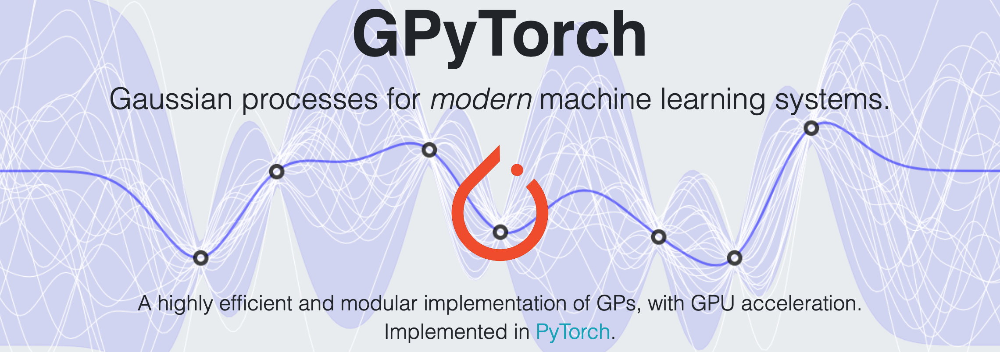 GPyTorch
Gaussian processes for modern machine learning systems.
A highly efficient and modular implementation of GPs, with GPU acceleration.
Implemented in PyTorch.